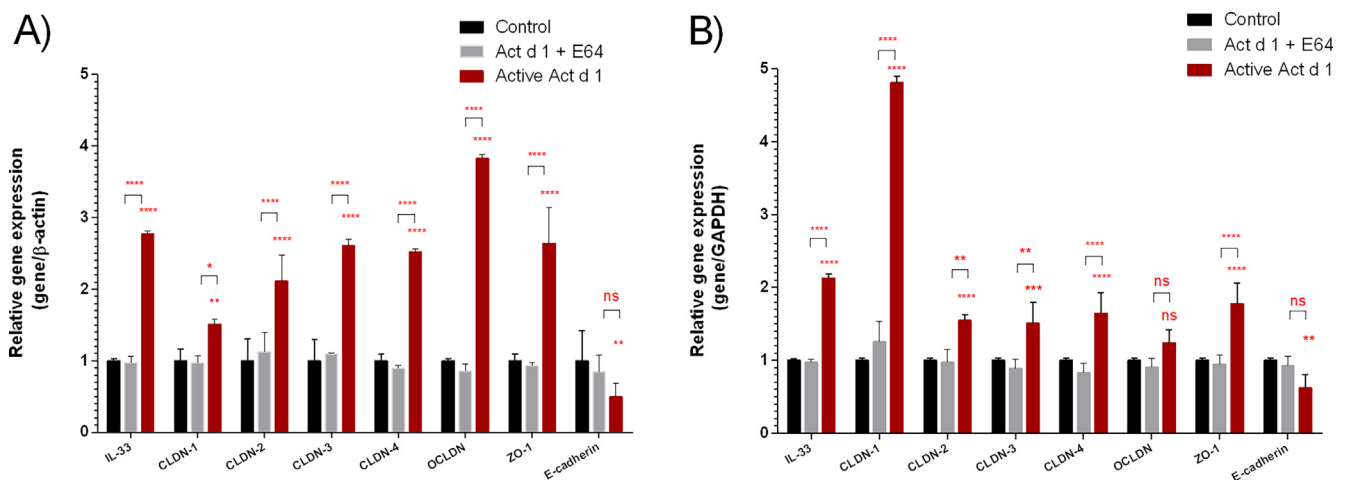 A)
Control
Act d 1 + E64
Active Act d 1
Relative gene expression
(gene/β-actin)
5
4
3
2
1
0
****
****
*
**
****
****
****
****
****
****
****
****
****
****
ns
**
IL-33
CLDN-1
CLDN-2
CLDN-3
CLDN-4
OCLDN
ZO-1
E-cadherin
B)
Control
Act d 1 + E64
Active Act d 1
Relative gene expression
(gene/GAPDH)
5
4
3
2
1
0
****
****
****
****
**
****
**
***
****
****
ns
ns
****
****
ns
**
IL-33
CLDN-1
CLDN-2
CLDN-3
CLDN-4
OCLDN
ZO-1
E-cadherin